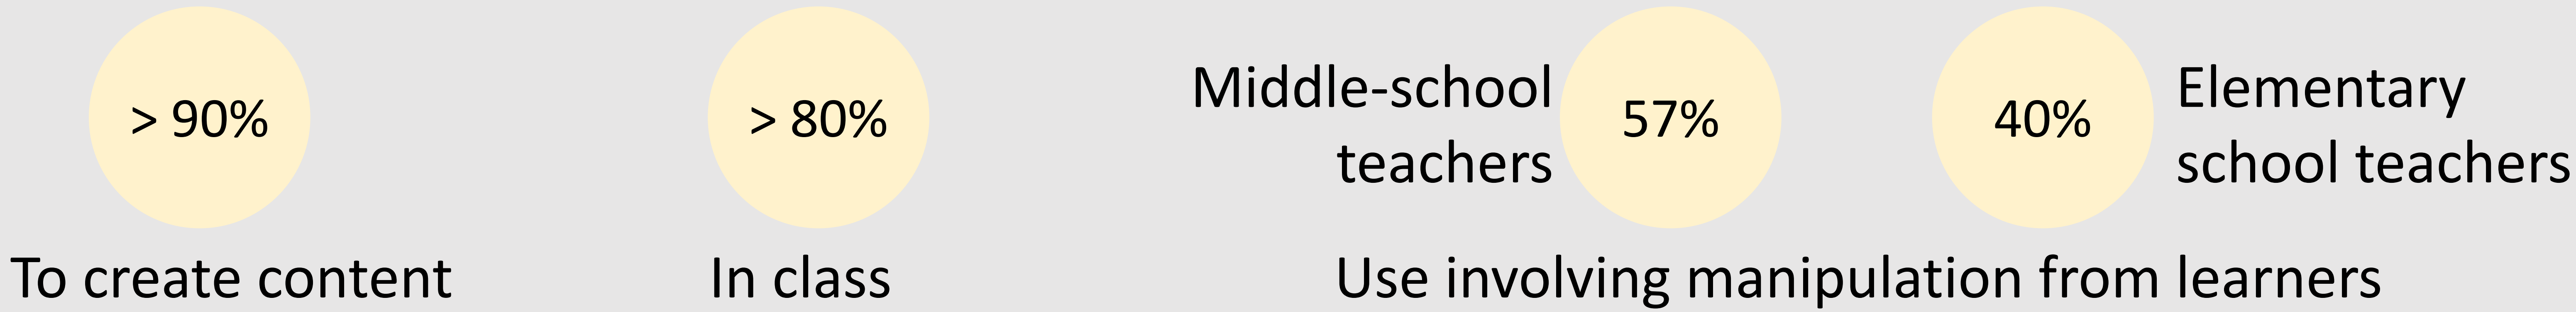 > 90%
To create content
> 80%
In class
Middle-school
teachers
57%
40%
Elementary
school teachers
Use involving manipulation from learners